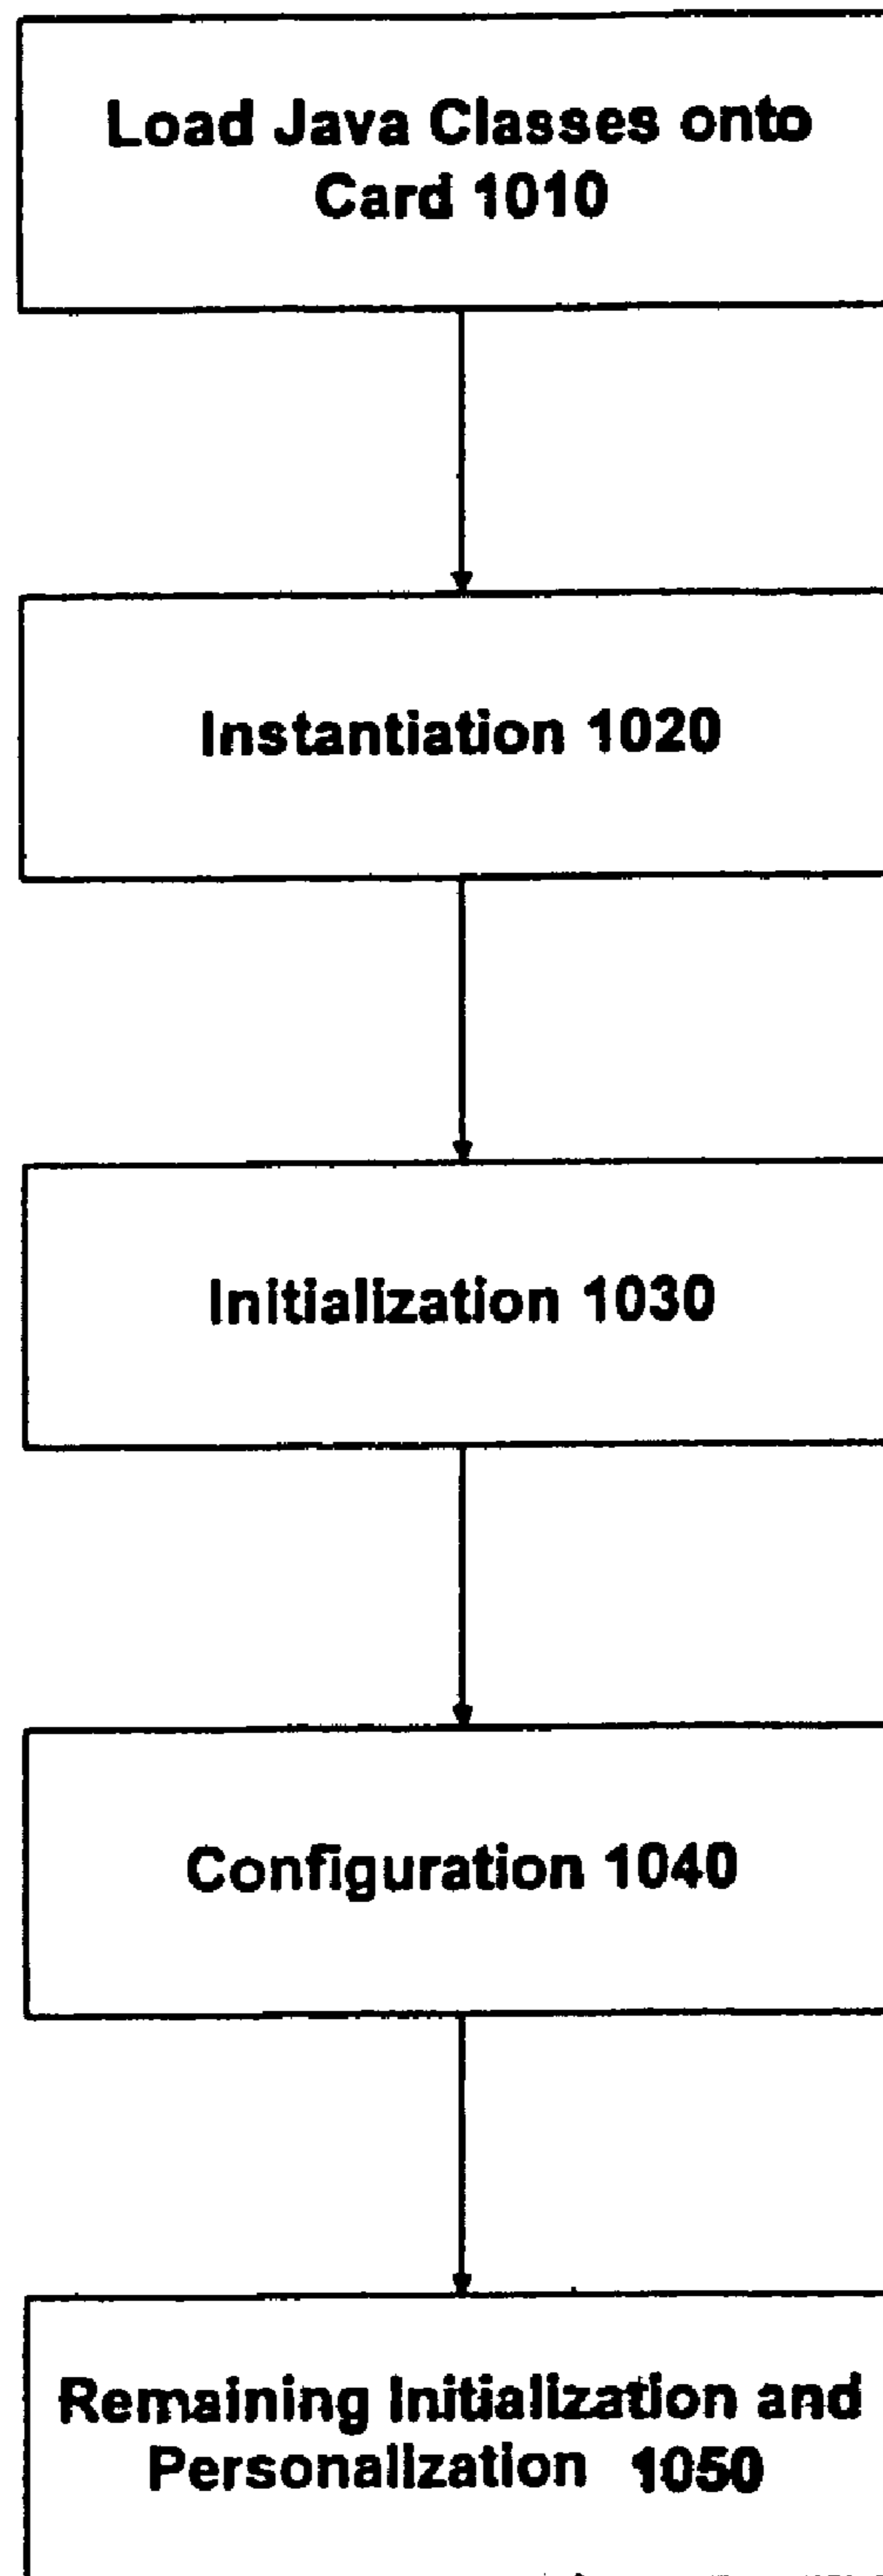 Load Java Classes onto
Card 1010
Instantiation 1020
Initialization 1030
Configuration 1040
Remaining Initialization and
Personalization 1050